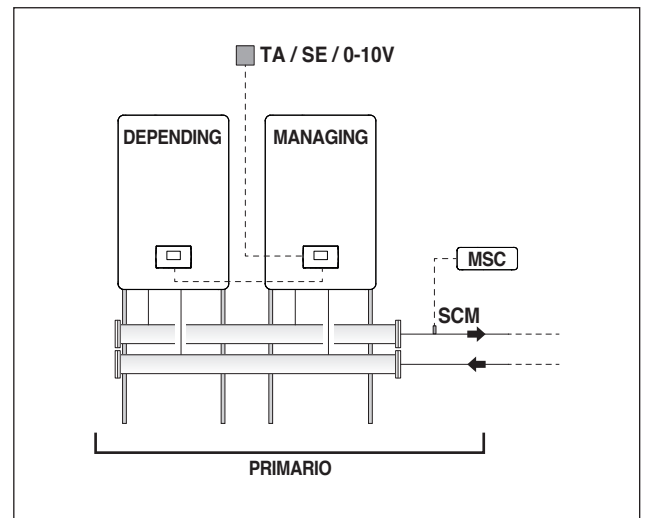 TA / SE / 0-10V
DEPENDING
MANAGING
MSC
SCM
PRIMARIO